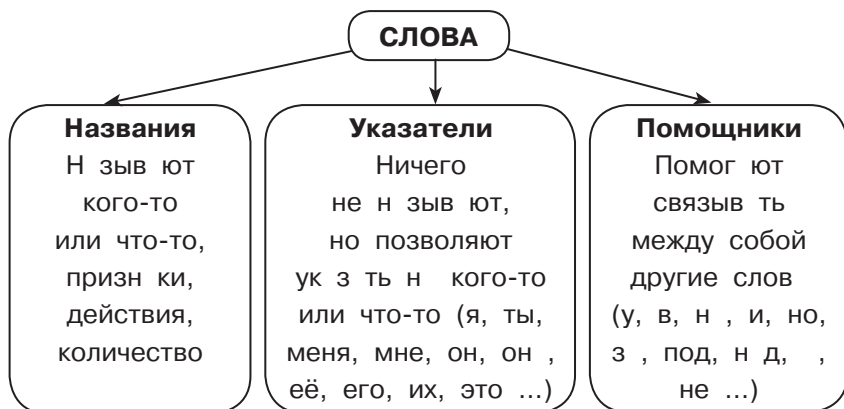 СЛОВА
Названия
Н зыв ют
кого-то
или что-то,
призн ки,
действия,
количество
Указатели
Ничего
не н зыв ют,
но позволяют
ук з ть н кого-то
или что-то (я, ты,
меня, мне, он, он ,
её, его, их, это ...)
Помощники
Помог ют
связыв ть
между собой
другие слов
(у, в, н , и, но,
з , под, н д, ,
не ...)